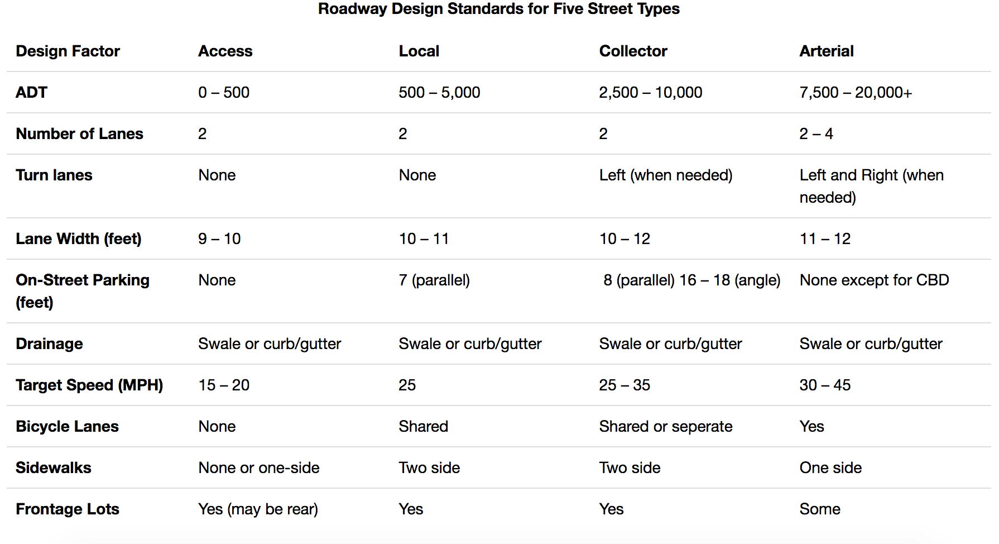 Roadway Design Standards for Five Street Types
Design Factor Access Local Collector Arterial
ADT 0 – 500 500 – 5,000 2,500 – 10,000 7,500 – 20,000+
Number of Lanes 2 2 2 2 – 4
Turn lanes None None Left (when needed) Left and Right (when
needed)
Lane Width (feet) 9 – 10 10 – 11 10 – 12 11 – 12
On-Street Parking None 7 (parallel) 8 (parallel) 16 – 18 (angle) None except for CBD
(feet)
Drainage Swale or curb/gutter Swale or curb/gutter Swale or curb/gutter Swale or curb/gutter
Target Speed (MPH) 15 – 20 25 25 – 35 30 – 45
Bicycle Lanes None Shared Shared or seperate Yes
Sidewalks None or one-side Two side Two side One side
Frontage Lots Yes (may be rear) Yes Yes Some